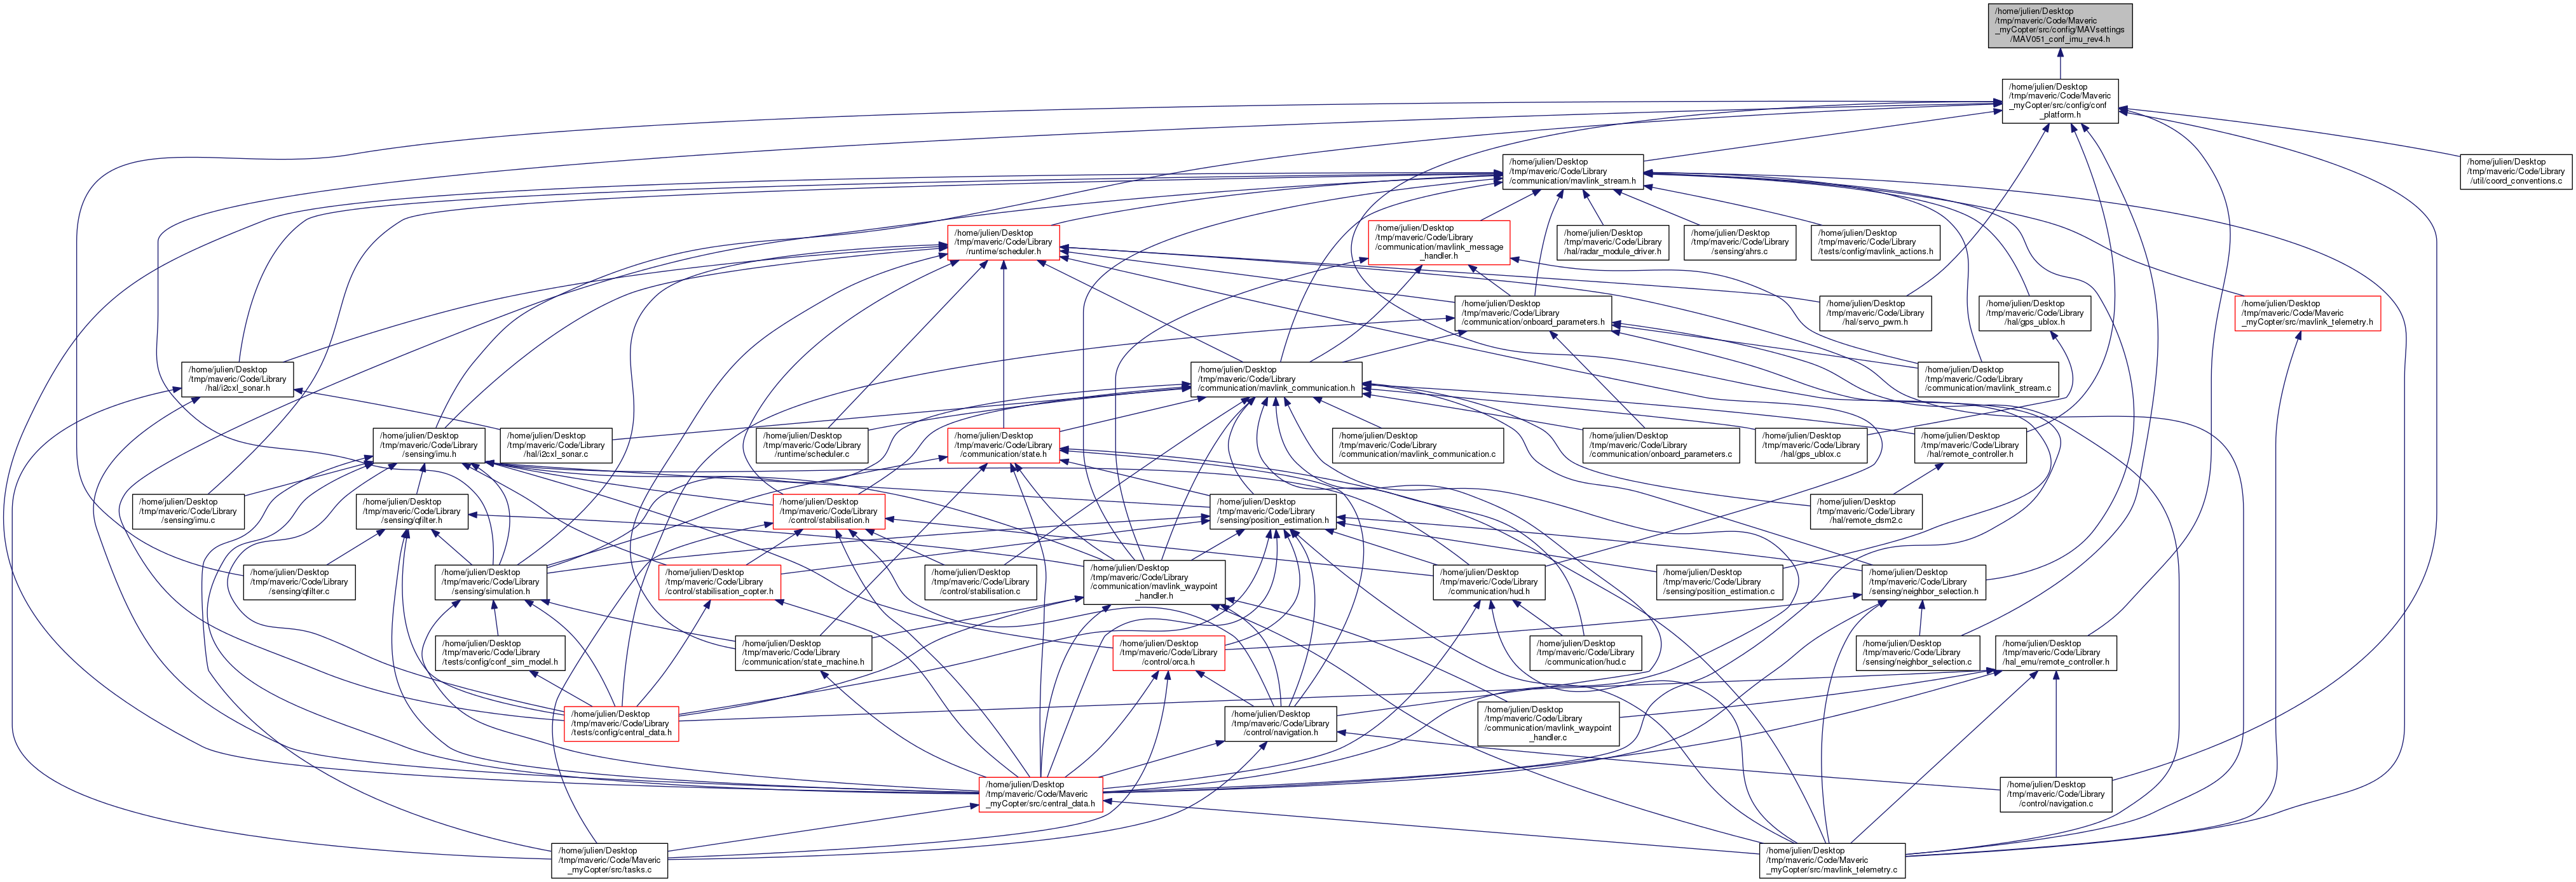 /home/julien/Desktop
/tmp/maveric/Code/Maveric
_myCopter/src/config/MAVsettings
/MAV051_conf_imu_rev4.h
/home/julien/Desktop
/tmp/maveric/Code/Maveric
_myCopter/src/config/conf
_platform.h
/home/julien/Desktop
/tmp/maveric/Code/Library
/communication/mavlink_stream.h
/home/julien/Desktop
/tmp/maveric/Code/Library
/util/coord_conventions.c
/home/julien/Desktop
/tmp/maveric/Code/Library
/runtime/scheduler.h
/home/julien/Desktop
/tmp/maveric/Code/Library
/communication/mavlink_message
_handler.h
/home/julien/Desktop
/tmp/maveric/Code/Library
/hal/radar_module_driver.h
/home/julien/Desktop
/tmp/maveric/Code/Library
/sensing/ahrs.c
/home/julien/Desktop
/tmp/maveric/Code/Library
/tests/config/mavlink_actions.h
/home/julien/Desktop
/tmp/maveric/Code/Library
/communication/onboard_parameters.h
/home/julien/Desktop
/tmp/maveric/Code/Library
/hal/servo_pwm.h
/home/julien/Desktop
/tmp/maveric/Code/Library
/hal/gps_ublox.h
/home/julien/Desktop
/tmp/maveric/Code/Maveric
_myCopter/src/mavlink_telemetry.h
/home/julien/Desktop
/tmp/maveric/Code/Library
/hal/i2cxl_sonar.h
/home/julien/Desktop
/tmp/maveric/Code/Library
/communication/mavlink_communication.h
/home/julien/Desktop
/tmp/maveric/Code/Library
/communication/mavlink_stream.c
/home/julien/Desktop
/tmp/maveric/Code/Library
/sensing/imu.h
/home/julien/Desktop
/tmp/maveric/Code/Library
/hal/i2cxl_sonar.c
/home/julien/Desktop
/tmp/maveric/Code/Library
/runtime/scheduler.c
/home/julien/Desktop
/tmp/maveric/Code/Library
/communication/state.h
/home/julien/Desktop
/tmp/maveric/Code/Library
/communication/mavlink_communication.c
/home/julien/Desktop
/tmp/maveric/Code/Library
/communication/onboard_parameters.c
/home/julien/Desktop
/tmp/maveric/Code/Library
/hal/gps_ublox.c
/home/julien/Desktop
/tmp/maveric/Code/Library
/hal/remote_controller.h
/home/julien/Desktop
/tmp/maveric/Code/Library
/sensing/imu.c
/home/julien/Desktop
/tmp/maveric/Code/Library
/sensing/qfilter.h
/home/julien/Desktop
/tmp/maveric/Code/Library
/control/stabilisation.h
/home/julien/Desktop
/tmp/maveric/Code/Library
/sensing/position_estimation.h
/home/julien/Desktop
/tmp/maveric/Code/Library
/hal/remote_dsm2.c
/home/julien/Desktop
/tmp/maveric/Code/Library
/sensing/qfilter.c
/home/julien/Desktop
/tmp/maveric/Code/Library
/sensing/simulation.h
/home/julien/Desktop
/tmp/maveric/Code/Library
/control/stabilisation_copter.h
/home/julien/Desktop
/tmp/maveric/Code/Library
/control/stabilisation.c
/home/julien/Desktop
/tmp/maveric/Code/Library
/communication/mavlink_waypoint
_handler.h
/home/julien/Desktop
/tmp/maveric/Code/Library
/communication/hud.h
/home/julien/Desktop
/tmp/maveric/Code/Library
/sensing/position_estimation.c
/home/julien/Desktop
/tmp/maveric/Code/Library
/sensing/neighbor_selection.h
/home/julien/Desktop
/tmp/maveric/Code/Library
/tests/config/conf_sim_model.h
/home/julien/Desktop
/tmp/maveric/Code/Library
/communication/state_machine.h
/home/julien/Desktop
/tmp/maveric/Code/Library
/control/orca.h
/home/julien/Desktop
/tmp/maveric/Code/Library
/communication/hud.c
/home/julien/Desktop
/tmp/maveric/Code/Library
/sensing/neighbor_selection.c
/home/julien/Desktop
/tmp/maveric/Code/Library
/hal_emu/remote_controller.h
/home/julien/Desktop
/tmp/maveric/Code/Library
/tests/config/central_data.h
/home/julien/Desktop
/tmp/maveric/Code/Library
/control/navigation.h
/home/julien/Desktop
/tmp/maveric/Code/Library
/communication/mavlink_waypoint
_handler.c
/home/julien/Desktop
/tmp/maveric/Code/Maveric
_myCopter/src/central_data.h
/home/julien/Desktop
/tmp/maveric/Code/Library
/control/navigation.c
/home/julien/Desktop
/tmp/maveric/Code/Maveric
_myCopter/src/tasks.c
/home/julien/Desktop
/tmp/maveric/Code/Maveric
_myCopter/src/mavlink_telemetry.c